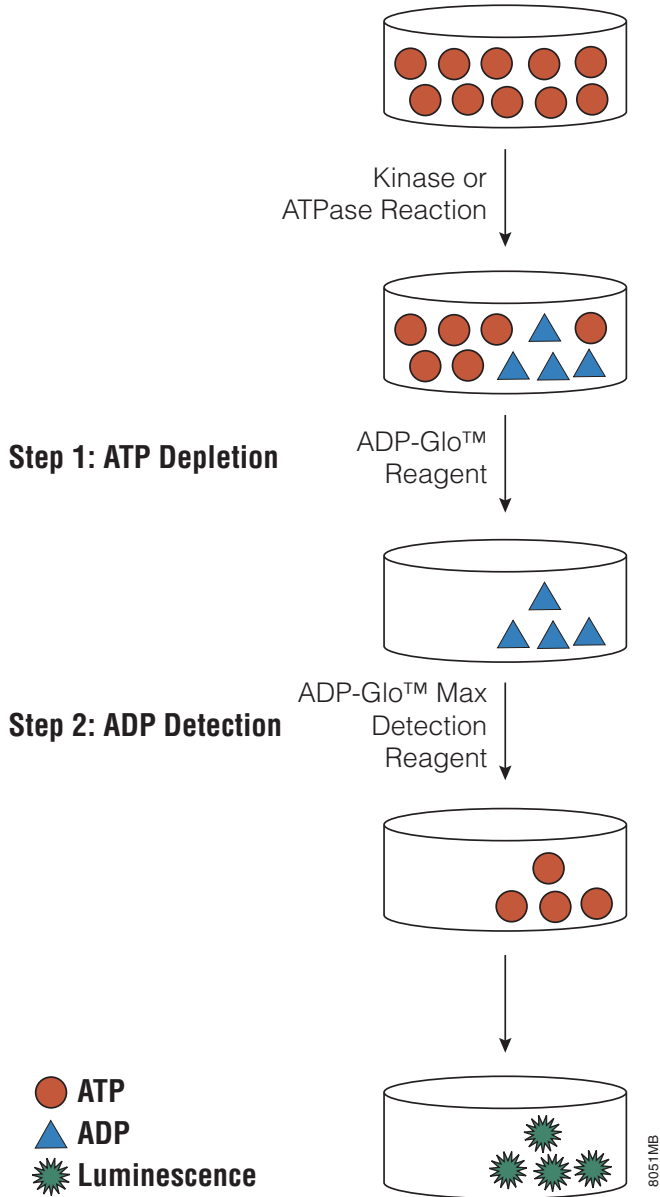 Kinase or
ATPase Reaction
Step 1: ATP Depletion
ADP-Glo™
Reagent
Step 2: ADP Detection
ADP-Glo™ Max
Detection
Reagent
ATP
ADP
Luminescence
8051MB